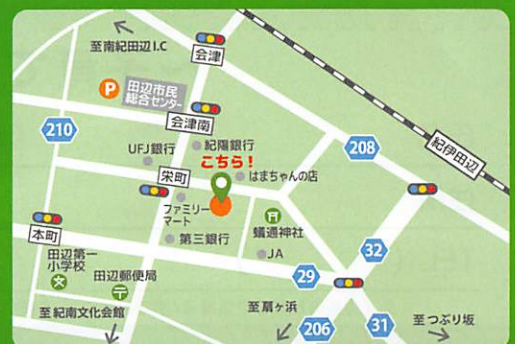 至南紀田辺I.C
会津
P
田辺市民
総合センター
会津南
210
UFJ銀行
紀陽銀行
こちら!
はまちゃんの店
208
紀伊田辺
栄町
ファミリー
マート
蟻通神社
本町
第三銀行
JA
32
田辺第一
小学校
文
田辺郵便局
〒
29
至紀南文化会館
至扇ヶ浜
206
31
至つぶり坂